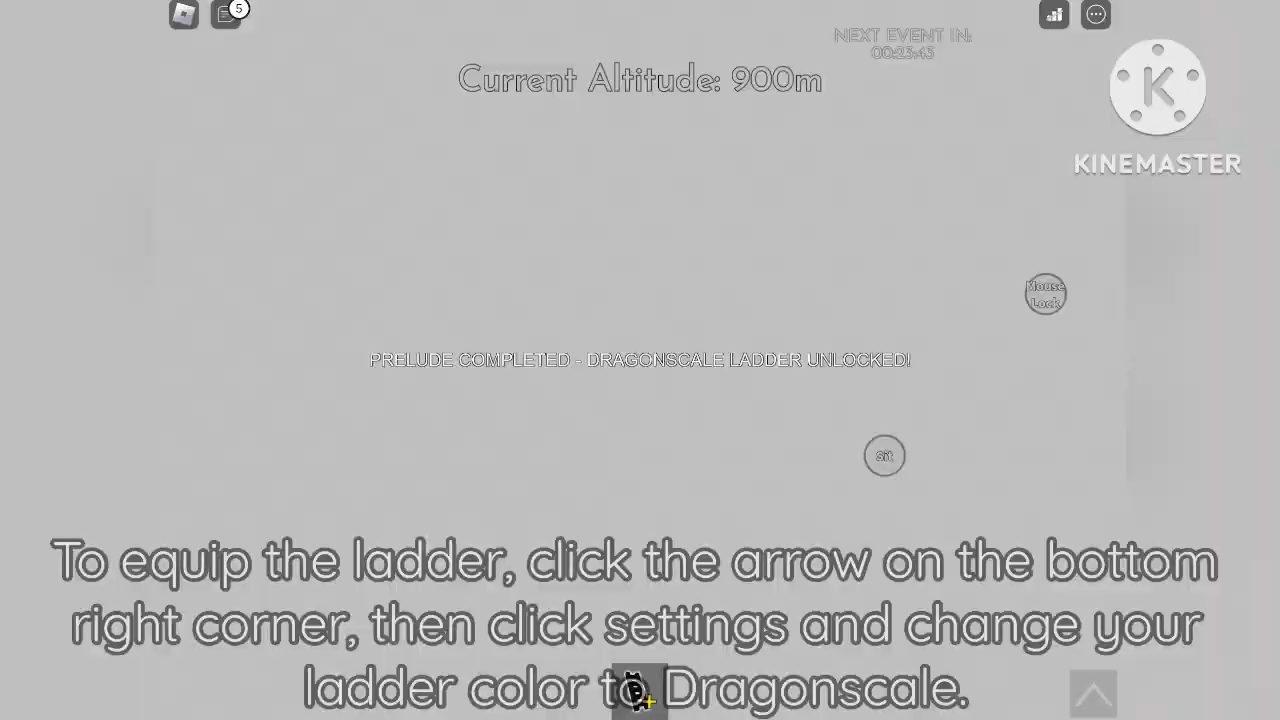 5
NEXT EVENT IN:
00:23:43
Current Altitude: 900m
K
KINEMASTER
Mouse
Lock
PRELUDE COMPLETED - DRAGONSCALE LADDER UNLOCKED!
Sit
To equip the ladder, click the arrow on the bottom
right corner, then click settings and change your
ladder color to Dragonscale.